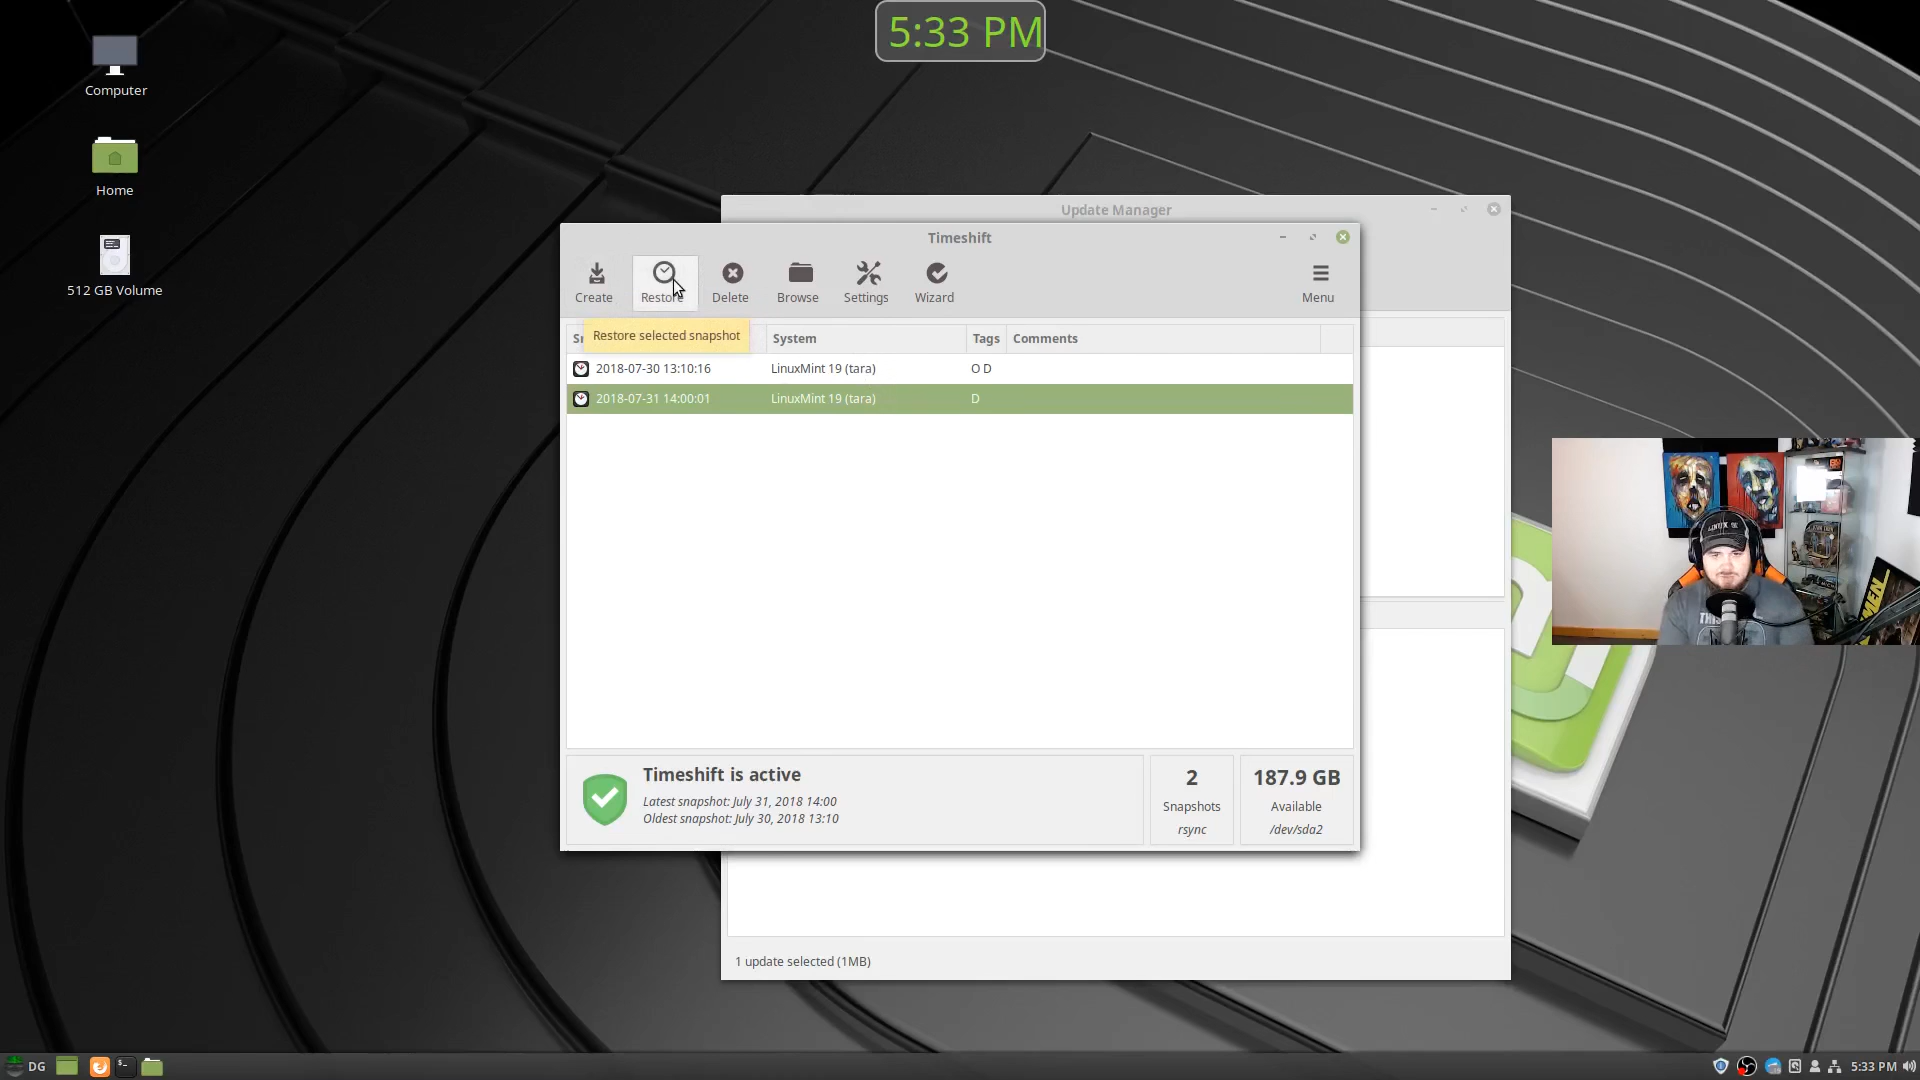 5:33 PM
Computer
Home
512 GB Volume
Update Manager
Timeshift
Create
Restore
Delete
Browse
Settings
Wizard
Menu
Restore selected snapshot
System
Tags
Comments
2018-07-30 13:10:16
LinuxMint 19 (tara)
O D
2018-07-31 14:00:01
LinuxMint 19 (tara)
D
Timeshift is active
Latest snapshot: July 31, 2018 14:00
Oldest snapshot: July 30, 2018 13:10
2
Snapshots
rsync
187.9 GB
Available
/dev/sda2
1 update selected (1MB)
DG
5:33 PM